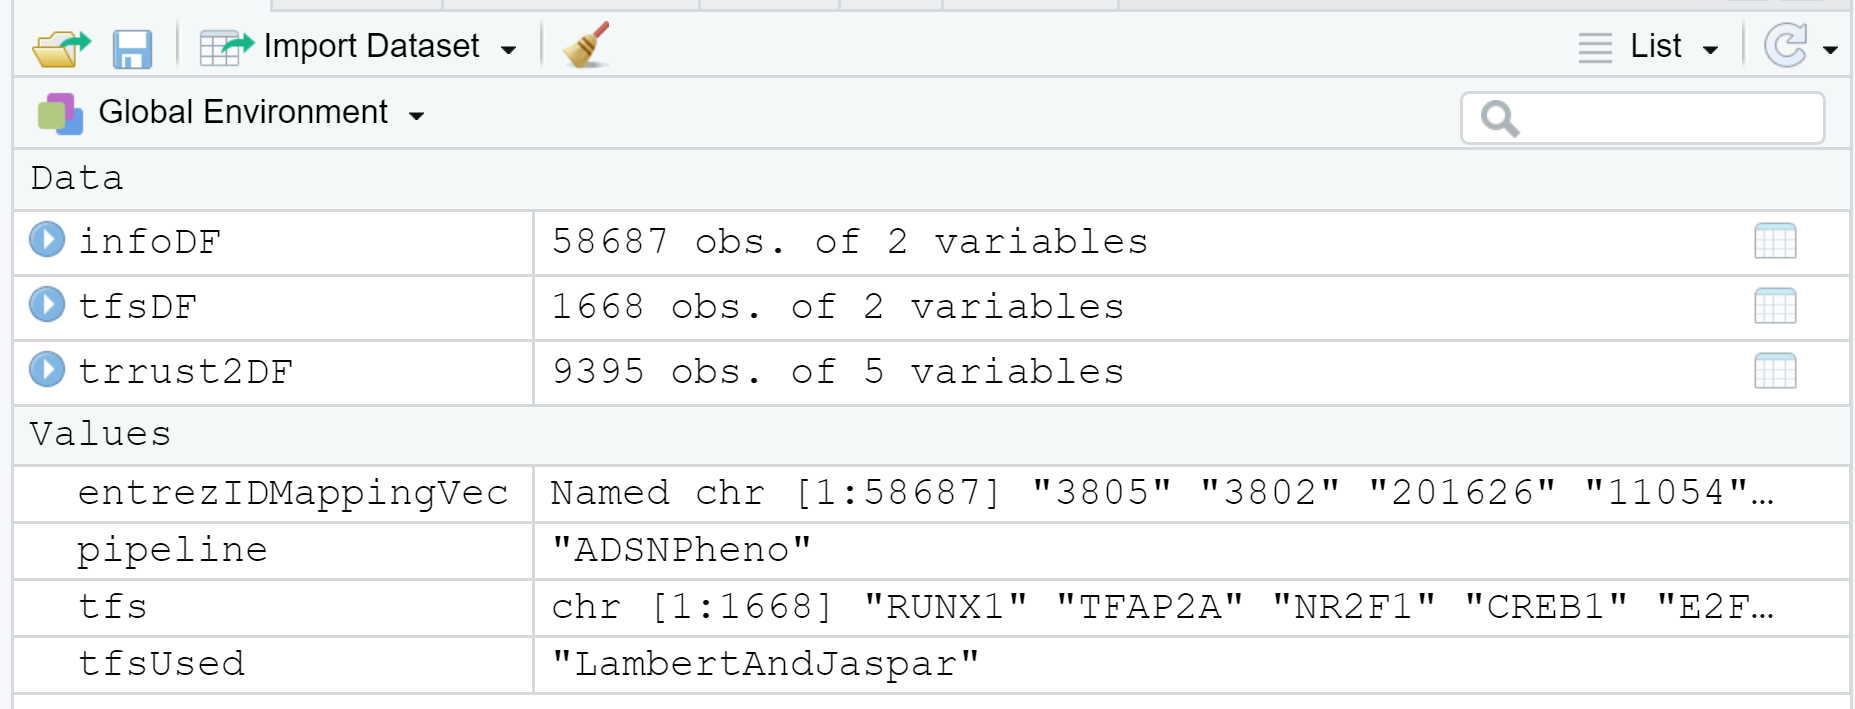 Import Dataset List
Global Environment
Data
infoDF 58687 obs. of 2 variables
tfsDF 1668 obs. of 2 variables
trrust2DF 9395 obs. of 5 variables
Values
entrezIDMappingVec Named chr [1:58687] "3805" "3802" "201626" "11054"…
pipeline "ADSNPheno"
tfs chr [1:1668] "RUNX1" "TFAP2A" "NR2F1" "CREB1" "E2F…
tfsUsed "LambertAndJaspar"